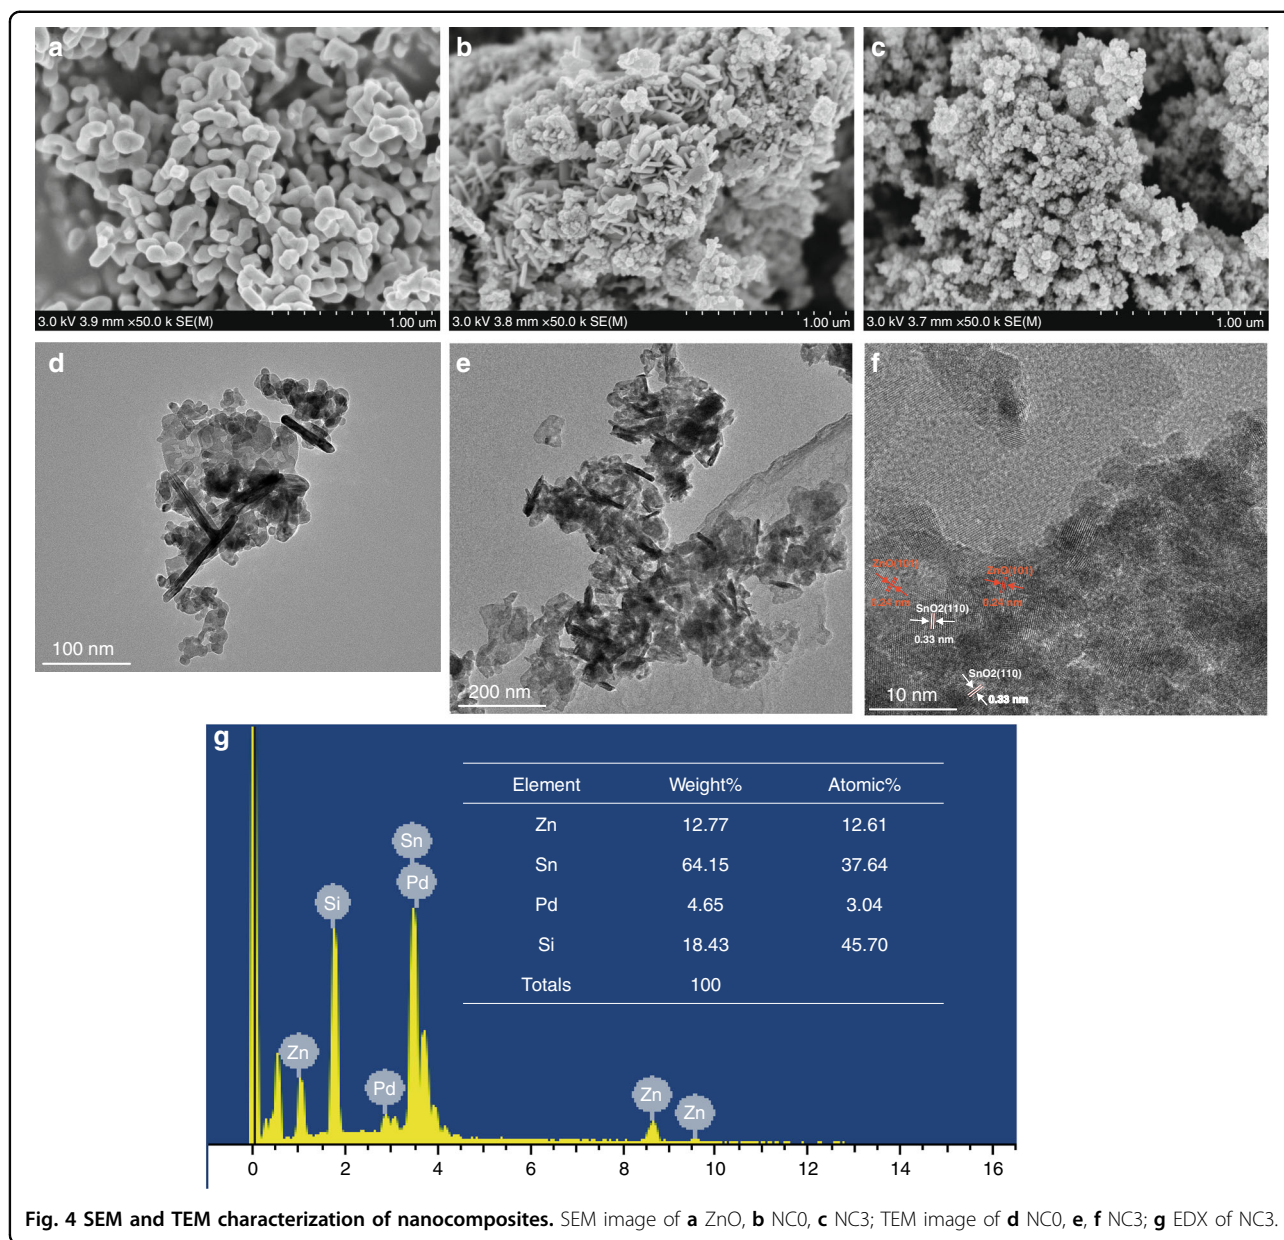 a
3.0 kV 3.9 mm ×50.0 k SE(M) 1.00 um
b
3.0 kV 3.8 mm ×50.0 k SE(M) 1.00 um
c
3.0 kV 3.7 mm ×50.0 k SE(M) 1.00 um
d
100 nm
e
200 nm
f
ZnO(101)
0.24 nm
ZnO(101)
0.24 nm
SnO2(110)
0.33 nm
SnO2(110)
0.33 nm
10 nm
g
Element Weight% Atomic%
Zn 12.77 12.61
Sn 64.15 37.64
Pd 4.65 3.04
Si 18.43 45.70
Totals 100
Sn
Pd
Si
Zn
Pd
Zn
Zn
0 2 4 6 8 10 12 14 16
Fig. 4 SEM and TEM characterization of nanocomposites. SEM image of a ZnO, b NC0, c NC3; TEM image of d NC0, e, f NC3; g EDX of NC3.